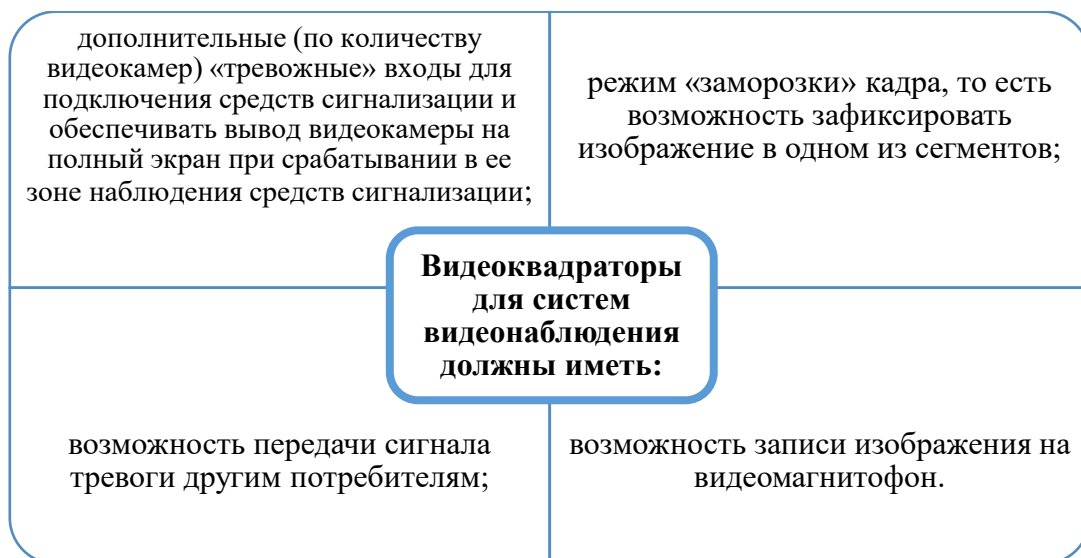 дополнительные (по количеству
видеокамер) «тревожные» входы для
подключения средств сигнализации и
обеспечивать вывод видеокамеры на
полный экран при срабатывании в ее
зоне наблюдения средств сигнализации;
режим «заморозки» кадра, то есть
возможность зафиксировать
изображение в одном из сегментов;
Видеоквадраторы
для систем
видеонаблюдения
должны иметь:
возможность передачи сигнала
тревоги другим потребителям;
возможность записи изображения на
видеомагнитофон.